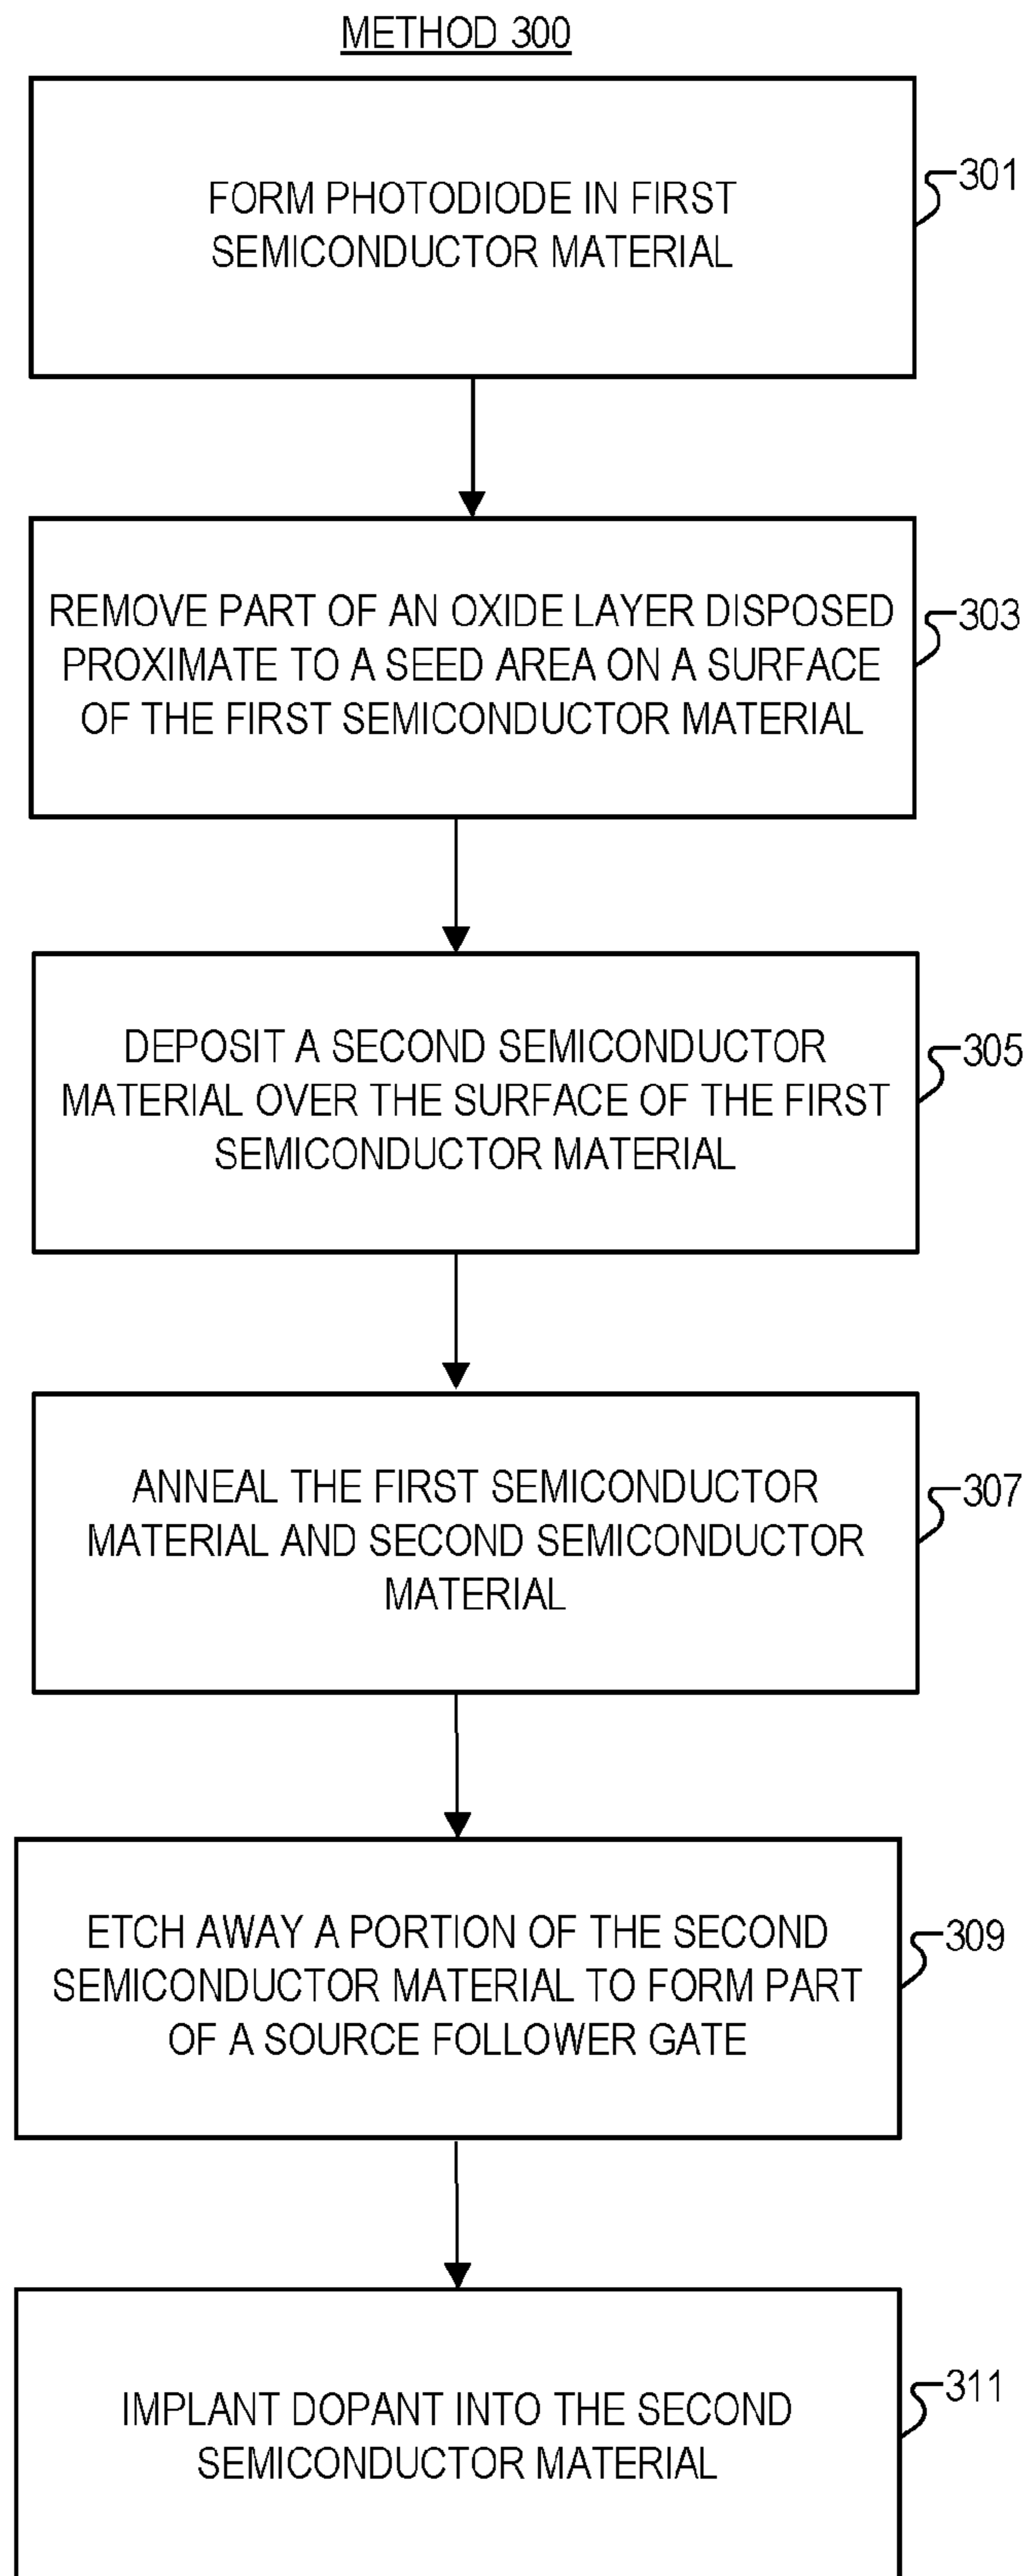 METHOD 300
FORM PHOTODIODE IN FIRST
SEMICONDUCTOR MATERIAL
301
REMOVE PART OF AN OXIDE LAYER DISPOSED
PROXIMATE TO A SEED AREA ON A SURFACE
OF THE FIRST SEMICONDUCTOR MATERIAL
303
DEPOSIT A SECOND SEMICONDUCTOR
MATERIAL OVER THE SURFACE OF THE FIRST
SEMICONDUCTOR MATERIAL
305
ANNEAL THE FIRST SEMICONDUCTOR
MATERIAL AND SECOND SEMICONDUCTOR
MATERIAL
307
ETCH AWAY A PORTION OF THE SECOND
SEMICONDUCTOR MATERIAL TO FORM PART
OF A SOURCE FOLLOWER GATE
309
IMPLANT DOPANT INTO THE SECOND
SEMICONDUCTOR MATERIAL
311